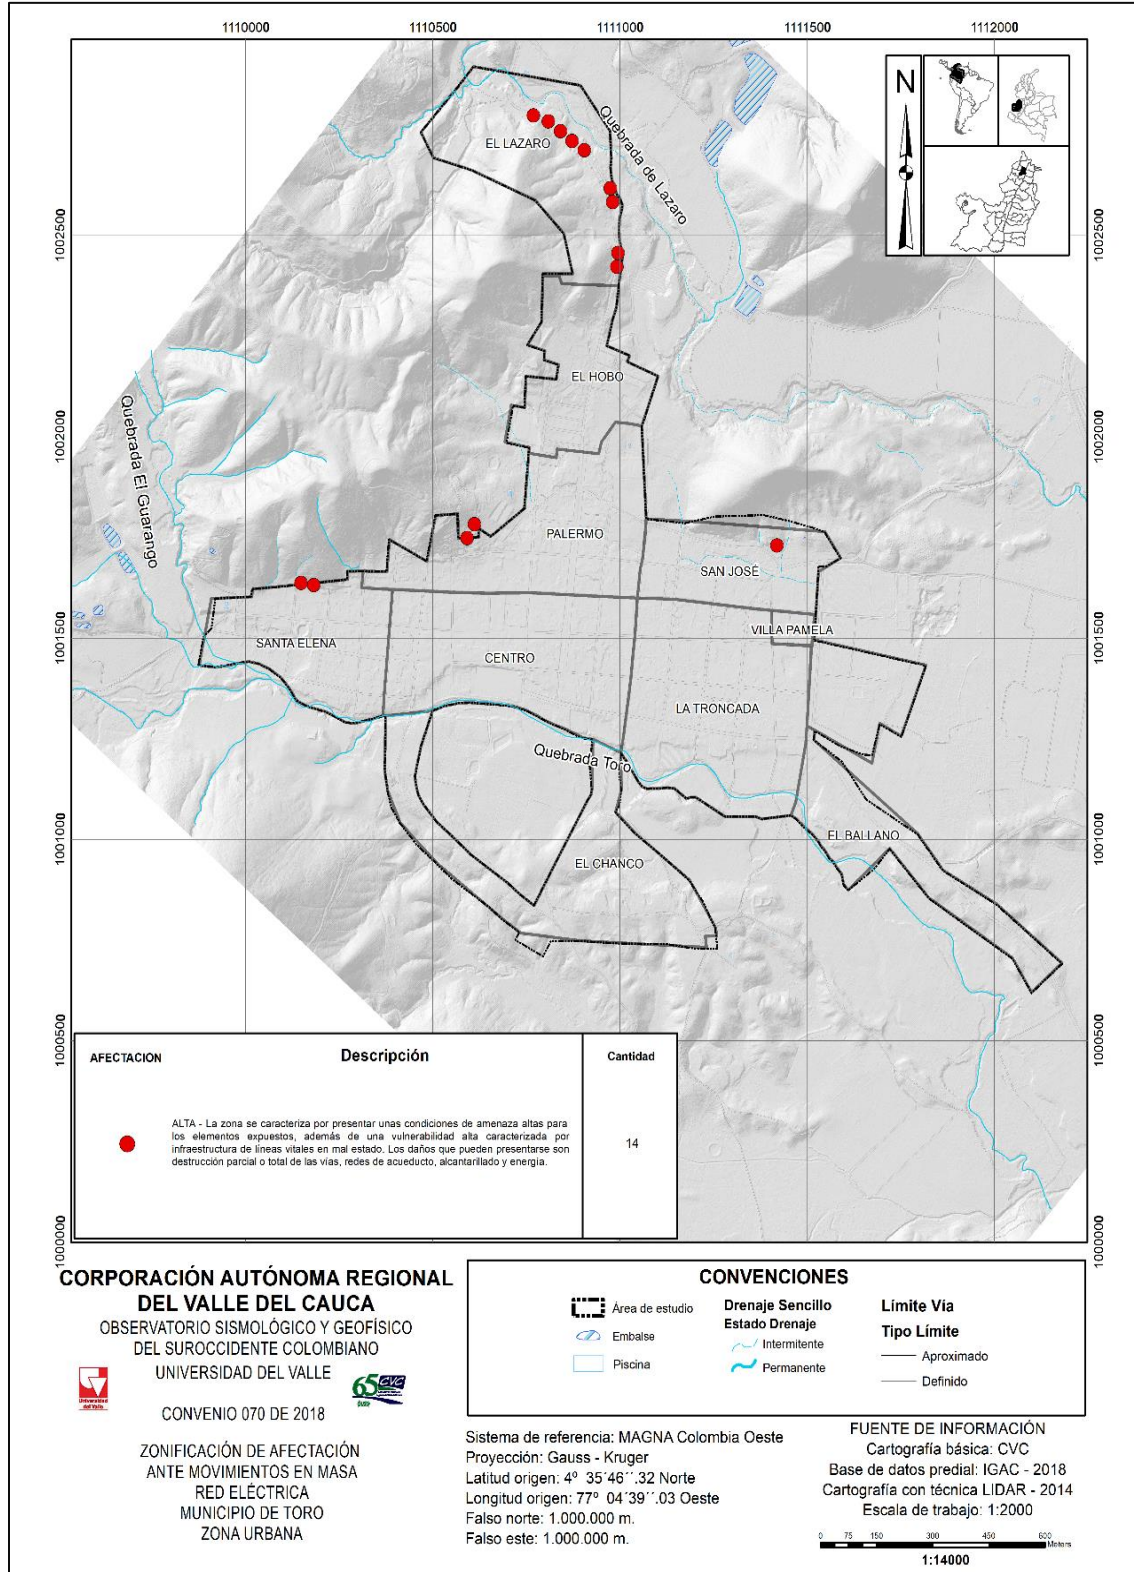 1110000
1110500
1111000
1111500
1112000
N
EL LAZARO
Quebrada de Lazaro
1002500
1002500
EL HOBO
Quebrada El Guarango
1002000
1002000
PALERMO
SAN JOSÉ
VILLA PAMELA
1001500
1001500
SANTA ELENA
CENTRO
LA TRONCADA
Quebrada Toro
1001000
1001000
EL BALLANO
EL CHANCO
1000500
1000500
AFECTACION
Descripción
Cantidad
ALTA - La zona se caracteriza por presentar unas condiciones de amenaza altas para
los elementos expuestos, además de una vulnerabilidad alta caracterizada por
infraestructura de líneas vitales en mal estado. Los daños que pueden presentarse son
destrucción parcial o total de las vías, redes de acueducto, alcantarillado y energía.
14
1000000
1000000
CORPORACIÓN AUTÓNOMA REGIONAL
DEL VALLE DEL CAUCA
OBSERVATORIO SISMOLÓGICO Y GEOFÍSICO
DEL SUROCCIDENTE COLOMBIANO
UNIVERSIDAD DEL VALLE
Universidad
del Valle
65 CVC
CONVENIO 070 DE 2018
ZONIFICACIÓN DE AFECTACIÓN
ANTE MOVIMIENTOS EN MASA
RED ELÉCTRICA
MUNICIPIO DE TORO
ZONA URBANA
CONVENCIONES
Área de estudio
Embalse
Piscina
Drenaje Sencillo
Estado Drenaje
Intermitente
Permanente
Límite Vía
Tipo Límite
Aproximado
Definido
Sistema de referencia: MAGNA Colombia Oeste
Proyección: Gauss - Kruger
Latitud origen: 4º 35´46´´.32 Norte
Longitud origen: 77º 04´39´´.03 Oeste
Falso norte: 1.000.000 m.
Falso este: 1.000.000 m.
FUENTE DE INFORMACIÓN
Cartografía básica: CVC
Base de datos predial: IGAC - 2018
Cartografía con técnica LIDAR - 2014
Escala de trabajo: 1:2000
0 75 150 300 450 600
Meters
1:14000